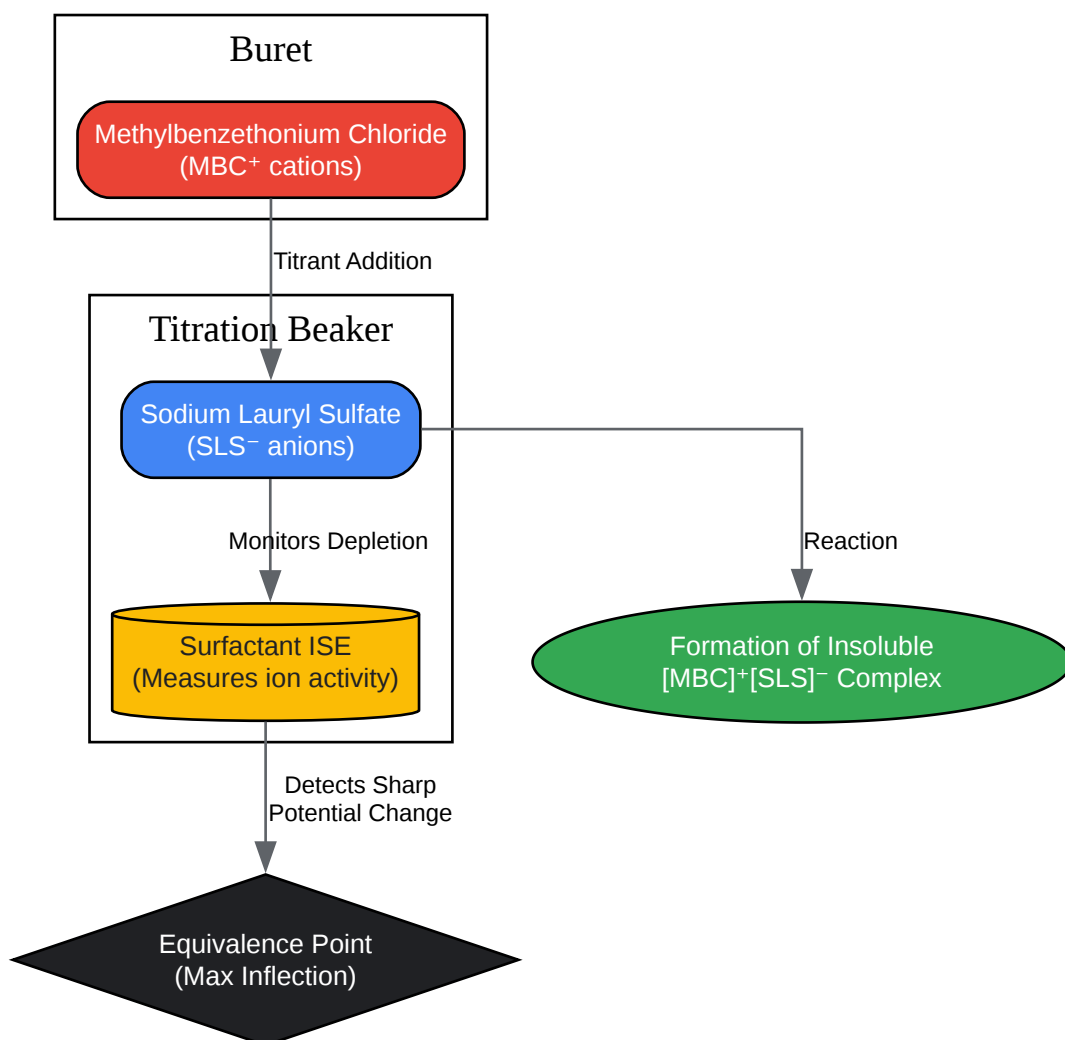 Buret
Methylbenzethonium Chloride
(MBC⁺ cations)
Titrant Addition
Titration Beaker
Sodium Lauryl Sulfate
(SLS⁻ anions)
Monitors Depletion
Reaction
Surfactant ISE
(Measures ion activity)
Formation of Insoluble
[MBC]⁺[SLS]⁻ Complex
Detects Sharp
Potential Change
Equivalence Point
(Max Inflection)